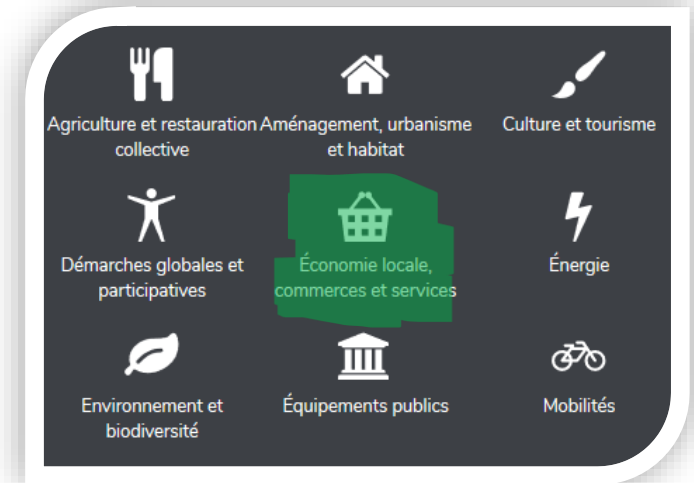 Agriculture et restauration
collective
Aménagement, urbanisme
et habitat
Culture et tourisme
Démarches globales et
participatives
Économie locale,
commerces et services
Énergie
Environnement et
biodiversité
Équipements publics
Mobilités